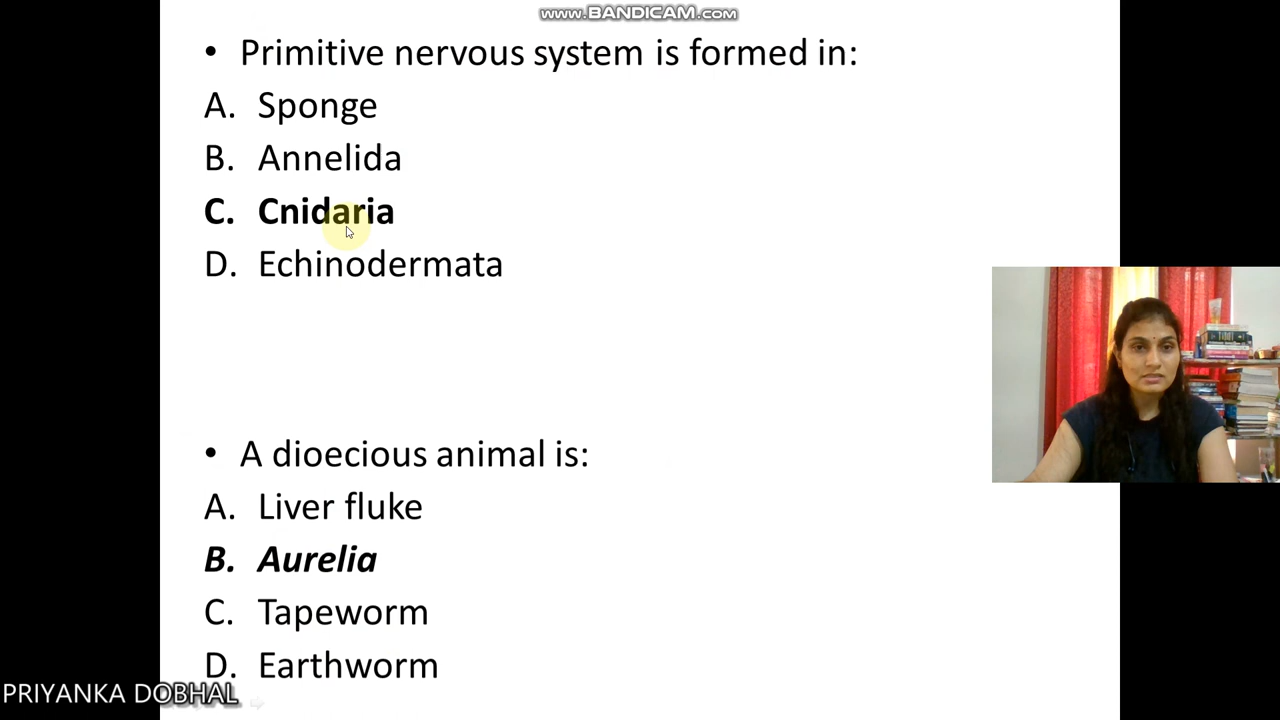 www.BANDICAM.com
• Primitive nervous system is formed in:
A. Sponge
B. Annelida
C. Cnidaria
D. Echinodermata
• A dioecious animal is:
A. Liver fluke
B. Aurelia
C. Tapeworm
D. Earthworm
PRIYANKA DOBHAL